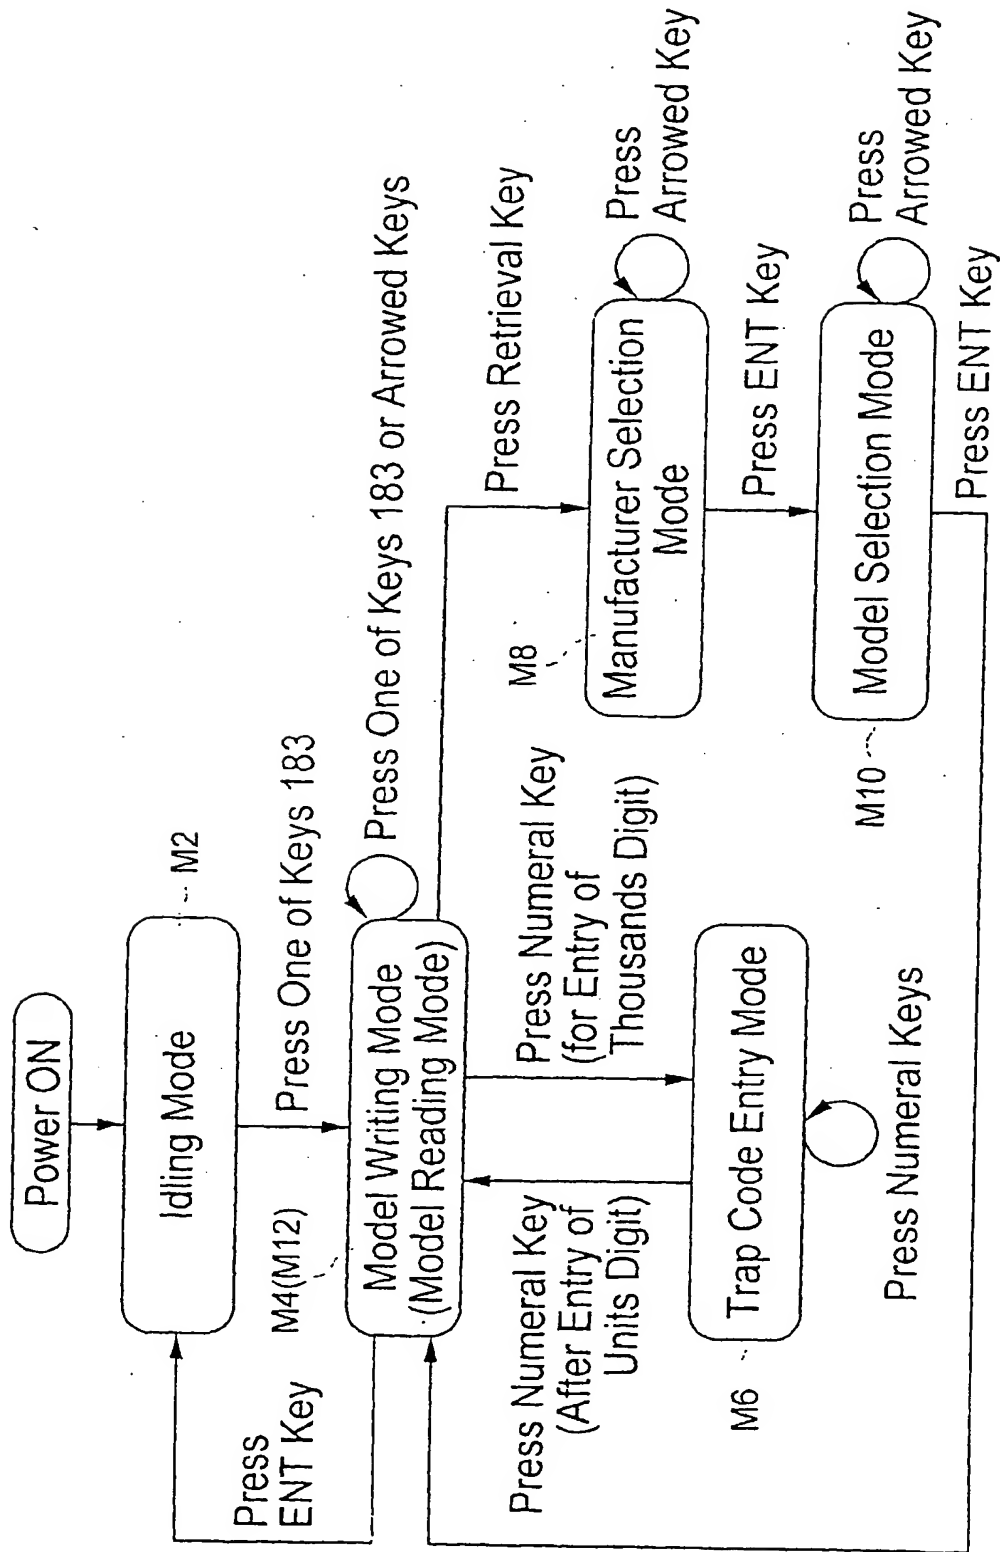 Power ON
Idling Mode
M2
Press
ENT Key
Press One of Keys 183
M4(M12)
Model Writing Mode
(Model Reading Mode)
Press One of Keys 183 or Arrowed Keys
Press Numeral Key
(After Entry of
Units Digit)
Press Numeral Key
(for Entry of
Thousands Digit)
Press Retrieval Key
M6
Trap Code Entry Mode
Press Numeral Keys
M8
Manufacturer Selection
Mode
Press
Arrowed Key
Press ENT Key
M10
Model Selection Mode
Press
Arrowed Key
Press ENT Key